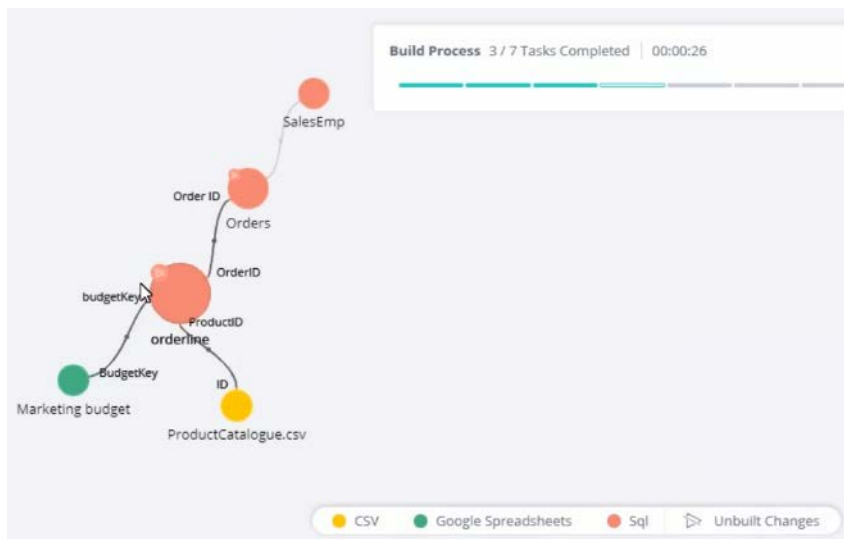 Build Process 3 / 7 Tasks Completed 00:00:26
SalesEmp
Order ID
Orders
OrderID
budgetKey
ProductID
orderline
BudgetKey
ID
Marketing budget
ProductCatalogue.csv
CSV Google Spreadsheets Sql Unbuilt Changes